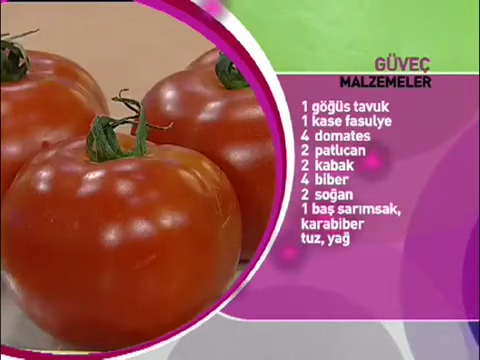 GÜVEÇ
MALZEMELER
1 göğüs tavuk
1 kase fasulye
4 domates
2 patlıcan
2 kabak
4 biber
2 soğan
1 baş sarımsak,
karabiber
tuz, yağ